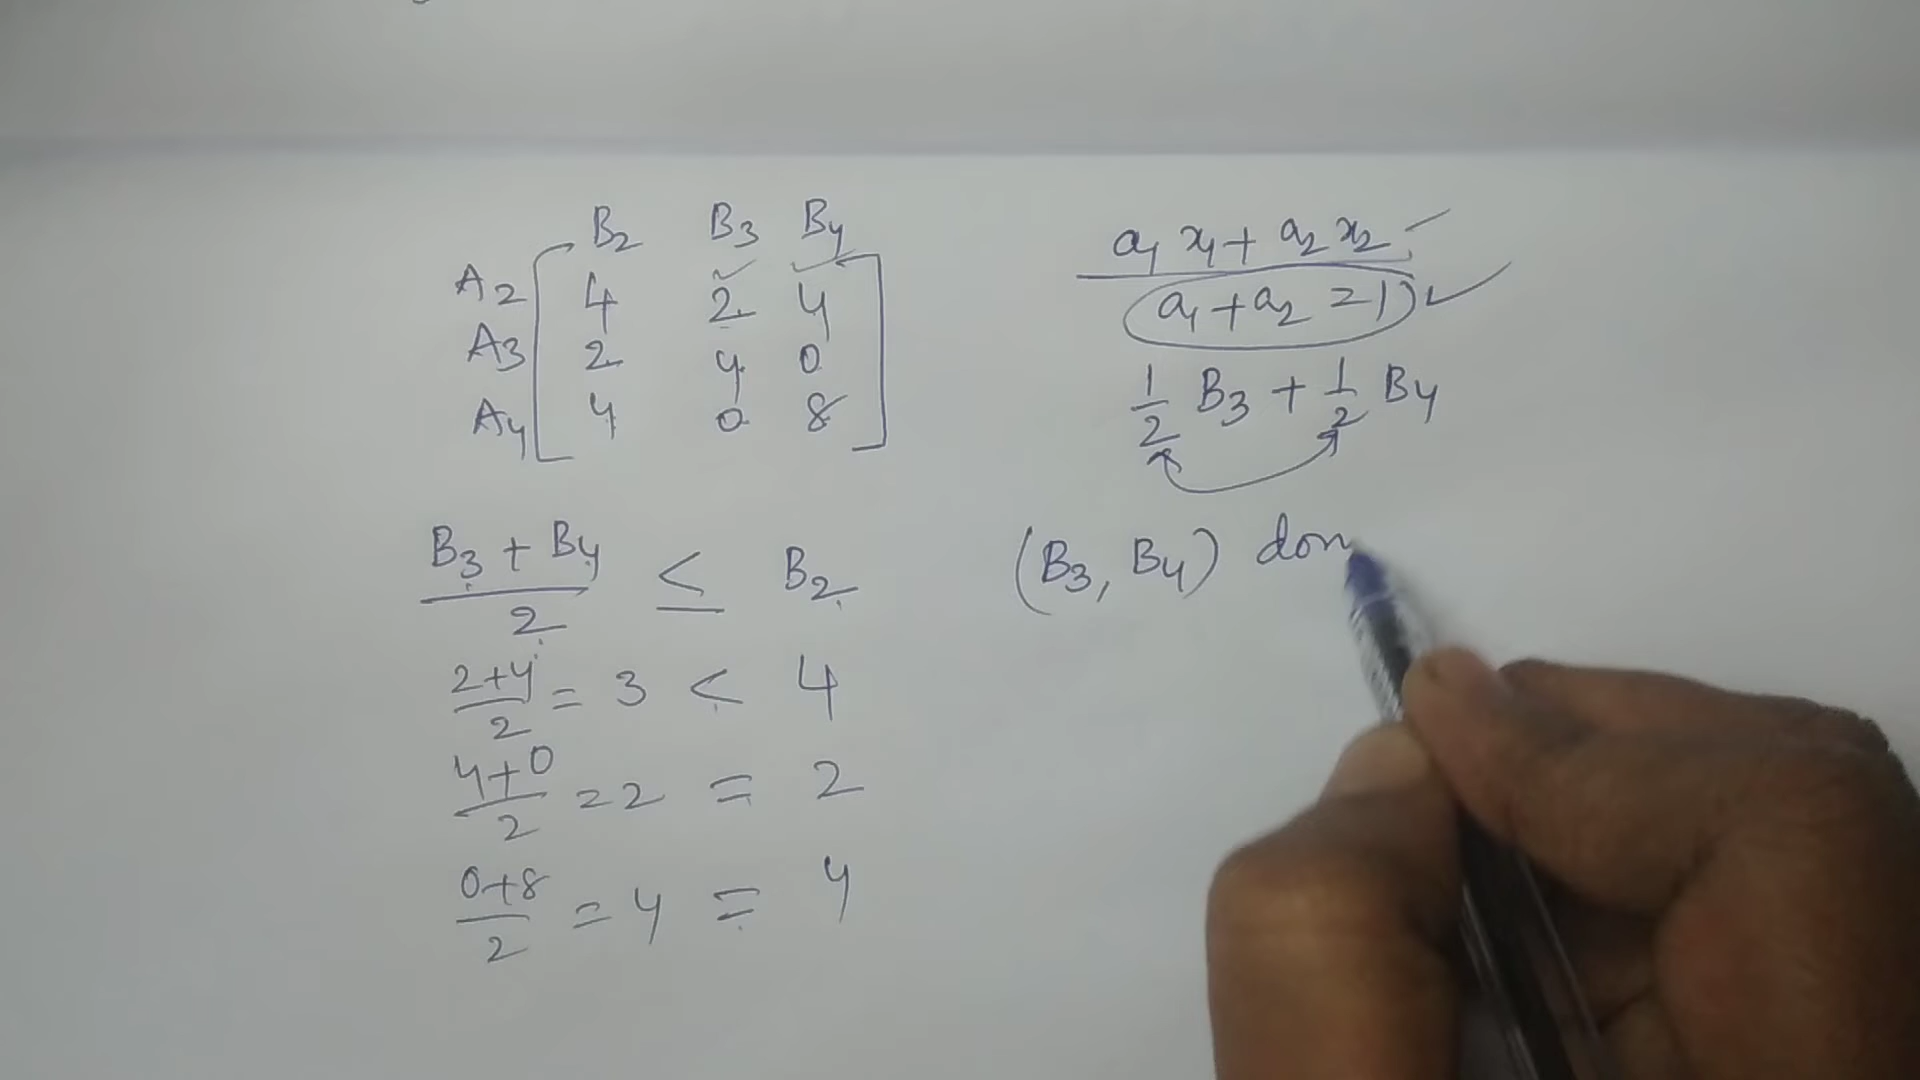 B2 B3 B4
A2 4 2 4
A3 2 4 0
A4 4 0 8
a1 x1 + a2 x2
a1 + a2 = 1
1/2 B3 + 1/2 B4
B3 + B4 / 2 ≤ B2
2+4 / 2 = 3 < 4
4+0 / 2 = 2 = 2
0+8 / 2 = 4 = 4
(B3, B4) dom